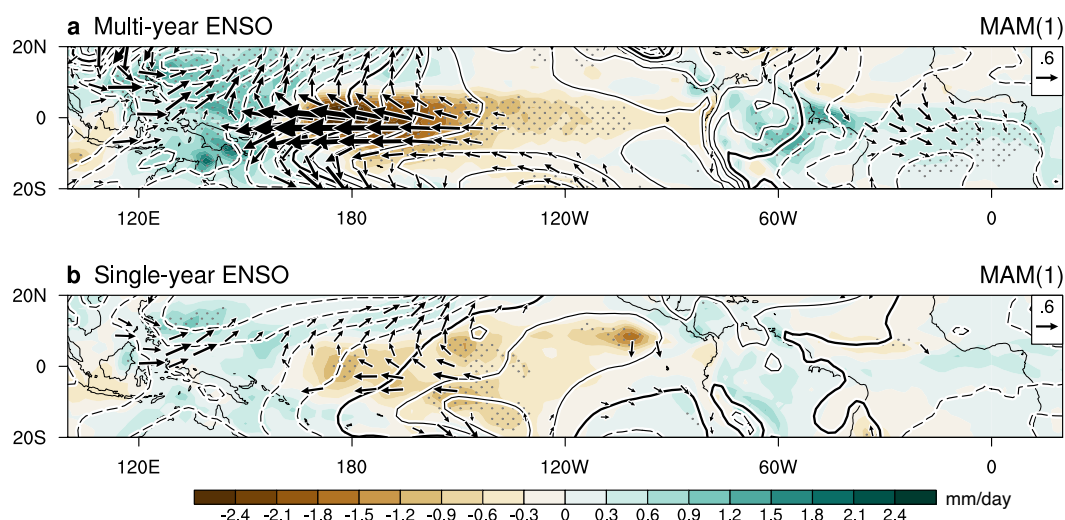 a Multi-year ENSO MAM(1)
20N
.6
0
20S
120E 180 120W 60W 0
b Single-year ENSO MAM(1)
20N
.6
0
20S
120E 180 120W 60W 0
mm/day
-2.4 -2.1 -1.8 -1.5 -1.2 -0.9 -0.6 -0.3 0 0.3 0.6 0.9 1.2 1.5 1.8 2.1 2.4